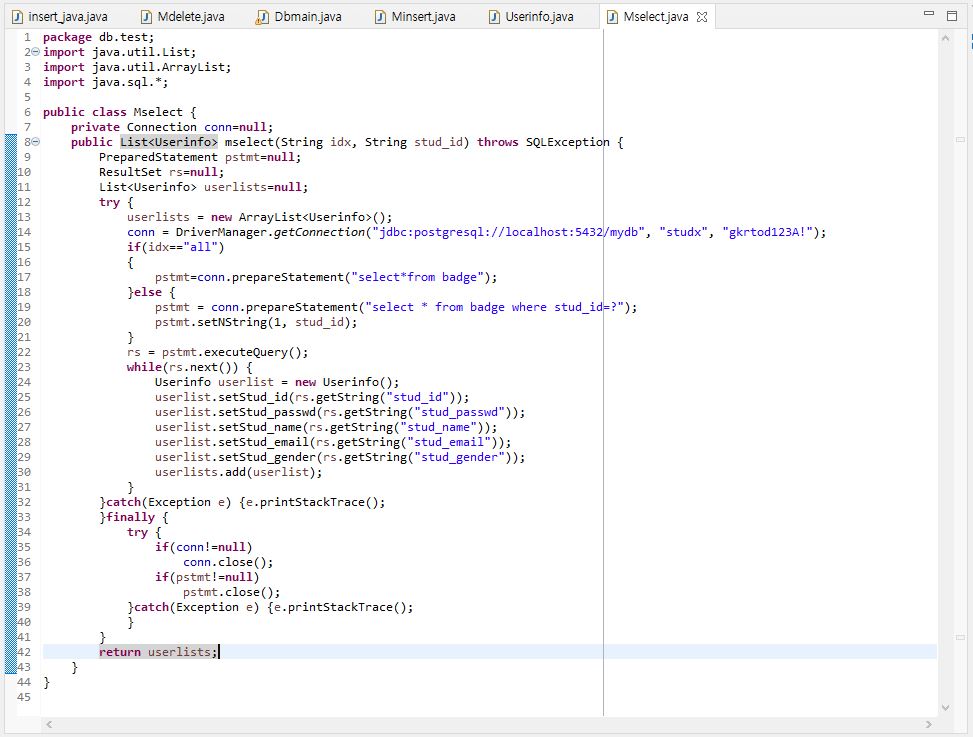 insert_java.java Mdelete.java Dbmain.java Minsert.java Userinfo.java Mselect.java
1 package db.test;
2 import java.util.List;
3 import java.util.ArrayList;
4 import java.sql.*;
5
6 public class Mselect {
7 private Connection conn=null;
8 public List<Userinfo> mselect(String idx, String stud_id) throws SQLException {
9 PreparedStatement pstmt=null;
10 ResultSet rs=null;
11 List<Userinfo> userlists=null;
12 try {
13 userlists = new ArrayList<Userinfo>();
14 conn = DriverManager.getConnection("jdbc:postgresql://localhost:5432/mydb", "studx", "gkrtod123A!");
15 if(idx=="all")
16 {
17 pstmt=conn.prepareStatement("select*from badge");
18 }else {
19 pstmt = conn.prepareStatement("select * from badge where stud_id=?");
20 pstmt.setNString(1, stud_id);
21 }
22 rs = pstmt.executeQuery();
23 while(rs.next()) {
24 Userinfo userlist = new Userinfo();
25 userlist.setStud_id(rs.getString("stud_id"));
26 userlist.setStud_passwd(rs.getString("stud_passwd"));
27 userlist.setStud_name(rs.getString("stud_name"));
28 userlist.setStud_email(rs.getString("stud_email"));
29 userlist.setStud_gender(rs.getString("stud_gender"));
30 userlists.add(userlist);
31 }
32 }catch(Exception e) {e.printStackTrace();
33 }finally {
34 try {
35 if(conn!=null)
36 conn.close();
37 if(pstmt!=null)
38 pstmt.close();
39 }catch(Exception e) {e.printStackTrace();
40 }
41 }
42 return userlists;
43 }
44 }
45